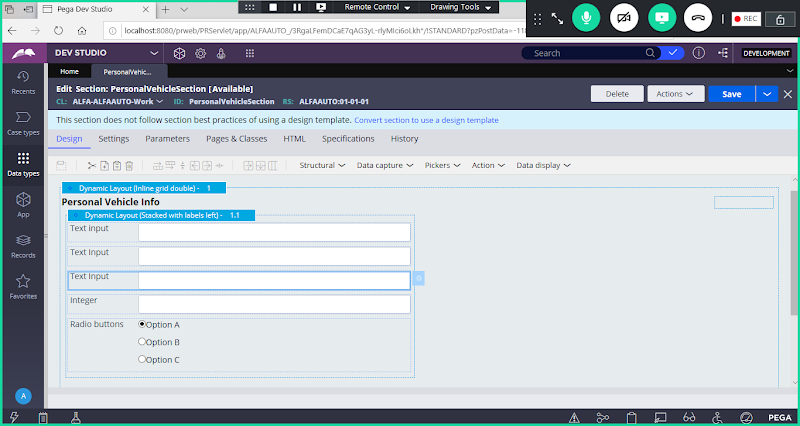 Pega Dev Studio
Remote Control
Drawing Tools
REC
localhost:8080/prweb/PRServlet/app/ALFAAUTO_/3RgaLFemDCaE7qAG3yL-rlyMIci6oLkh*/!STANDARD?pzPostData=-118
DEV STUDIO
Search
DEVELOPMENT
Home
PersonalVehic...
Recents
Case types
Data types
App
Records
Favorites
A
Edit Section: PersonalVehicleSection [Available]
CL: ALFA-ALFAAUTO-Work ID: PersonalVehicleSection RS: ALFAAUTO:01-01-01
Delete
Actions
Save
This section does not follow section best practices of using a design template. Convert section to use a design template
Design Settings Parameters Pages & Classes HTML Specifications History
Structural Data capture Pickers Action Data display
Dynamic Layout (Inline grid double) - 1
Personal Vehicle Info
Dynamic Layout (Stacked with labels left) - 1.1
Text input
Text Input
Text Input
Integer
Radio buttons
Option A
Option B
Option C
PEGA